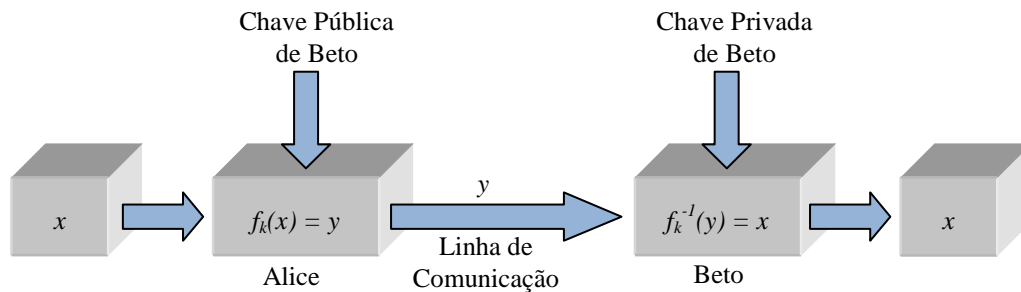 Chave Pública
de Beto
Chave Privada
de Beto
x
fₖ(x) = y
y
fₖ⁻¹(y) = x
x
Linha de
Comunicação
Alice
Beto